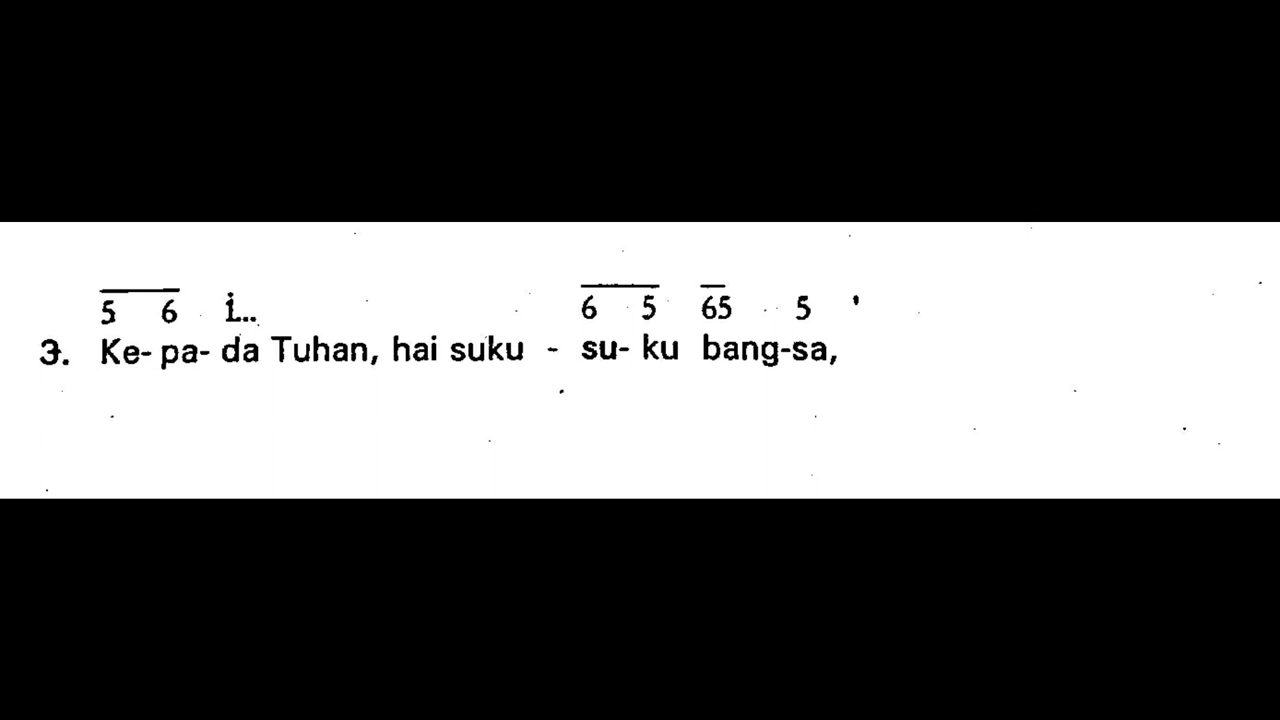 5 6 i... 6 5 65 5 '
3. Ke- pa- da Tuhan, hai suku - su- ku bang-sa,